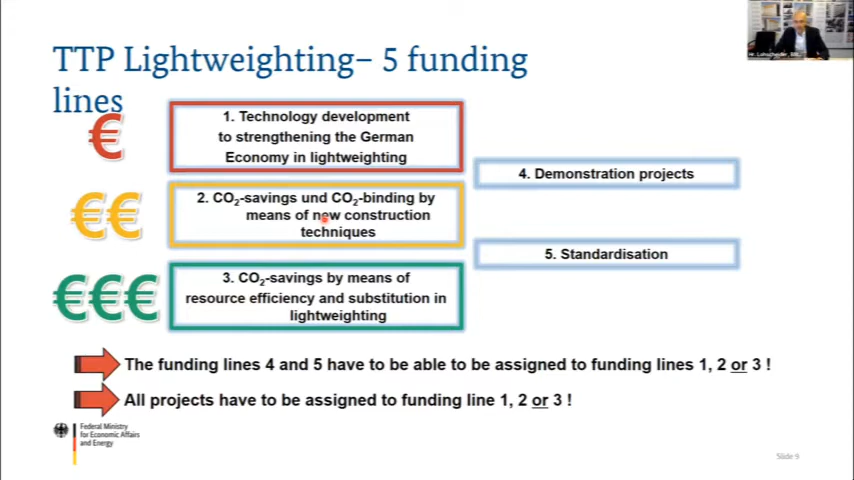 TTP Lightweighting– 5 funding
lines
€
1. Technology development
to strengthening the German
Economy in lightweighting
€€
2. CO₂-savings und CO₂-binding by
means of new construction
techniques
€€€
3. CO₂-savings by means of
resource efficiency and substitution in
lightweighting
4. Demonstration projects
5. Standardisation
The funding lines 4 and 5 have to be able to be assigned to funding lines 1, 2 or 3 !
All projects have to be assigned to funding line 1, 2 or 3 !
Federal Ministry
for Economic Affairs
and Energy
Slide 9